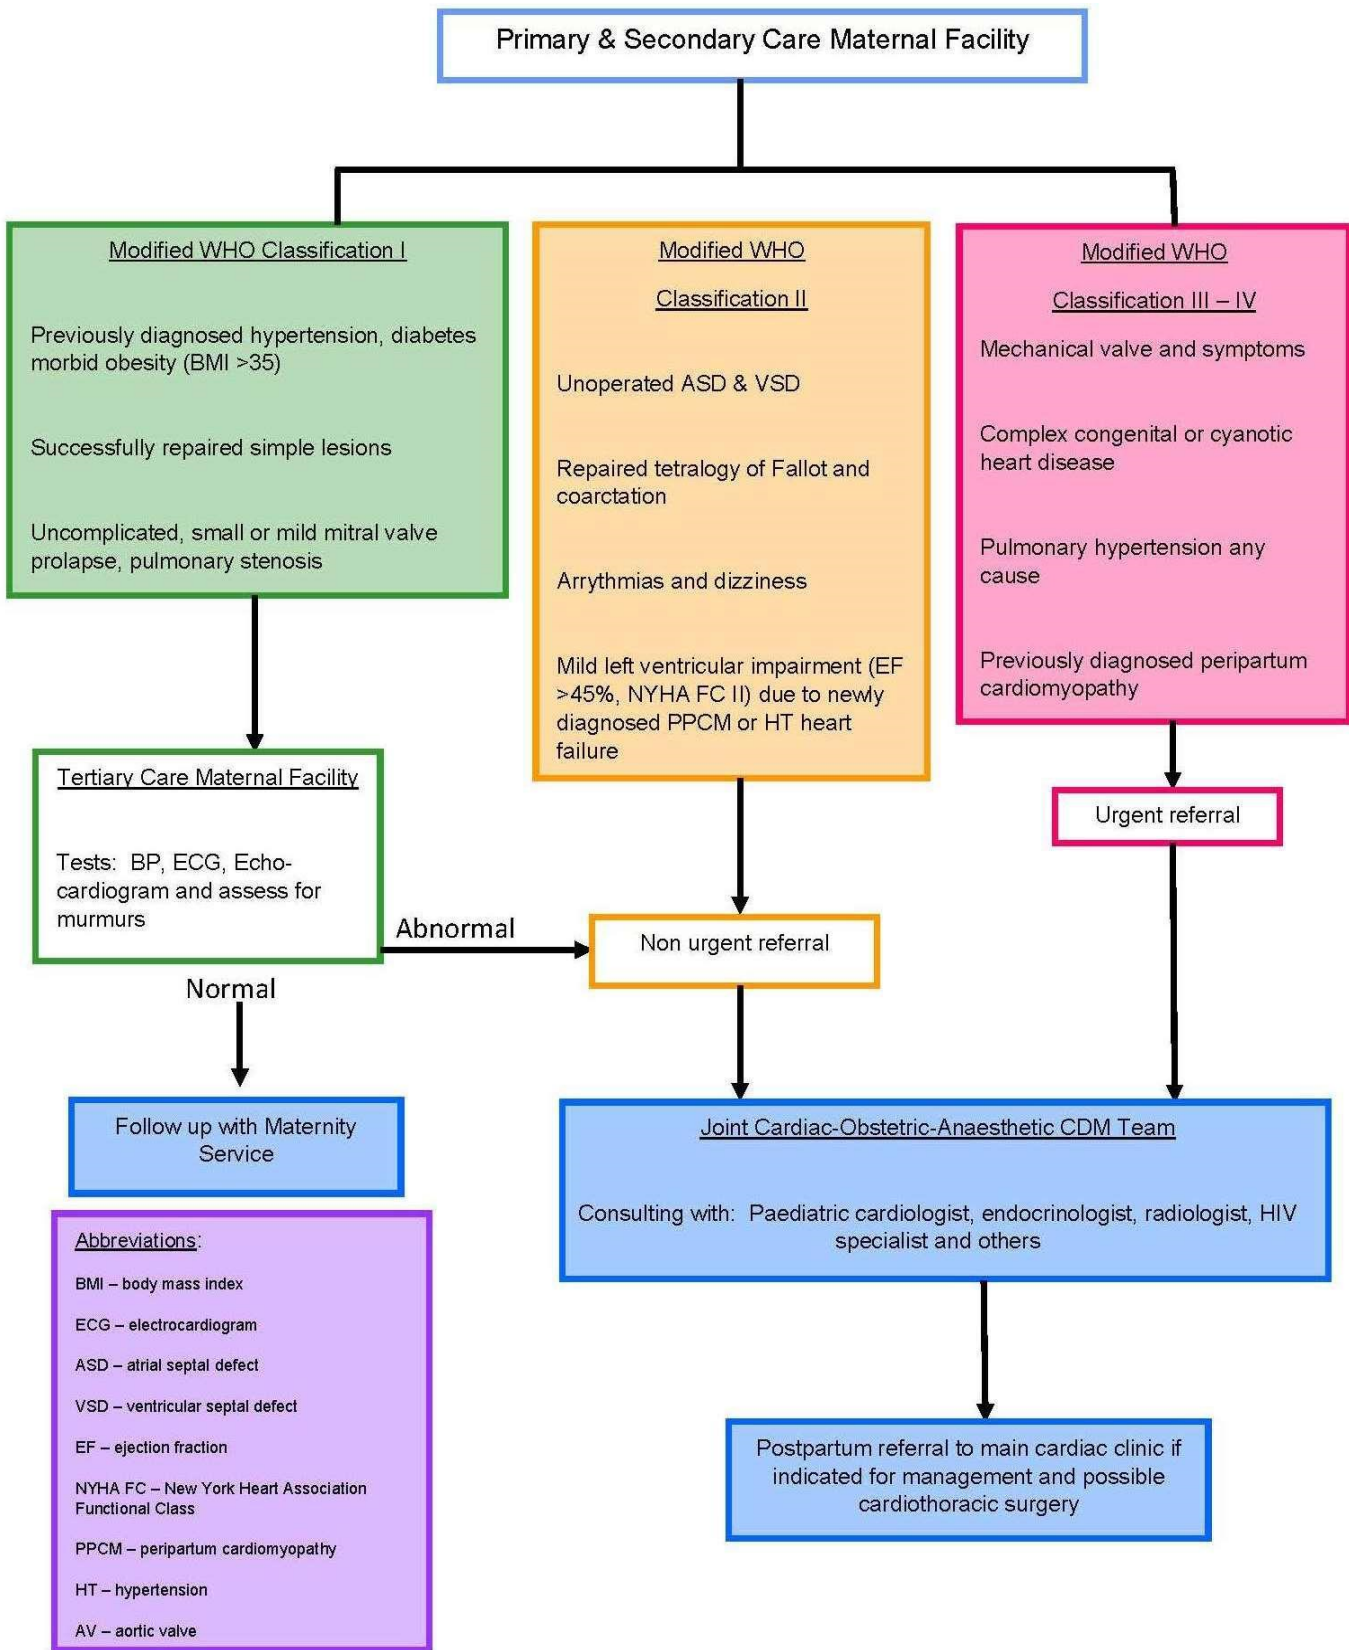 Primary & Secondary Care Maternal Facility
Modified WHO Classification I
Previously diagnosed hypertension, diabetes
morbid obesity (BMI >35)
Successfully repaired simple lesions
Uncomplicated, small or mild mitral valve
prolapse, pulmonary stenosis
Modified WHO
Classification II
Unoperated ASD & VSD
Repaired tetralogy of Fallot and
coarctation
Arrythmias and dizziness
Mild left ventricular impairment (EF
>45%, NYHA FC II) due to newly
diagnosed PPCM or HT heart
failure
Modified WHO
Classification III – IV
Mechanical valve and symptoms
Complex congenital or cyanotic
heart disease
Pulmonary hypertension any
cause
Previously diagnosed peripartum
cardiomyopathy
Tertiary Care Maternal Facility
Tests: BP, ECG, Echo-
cardiogram and assess for
murmurs
Abnormal
Normal
Non urgent referral
Urgent referral
Follow up with Maternity
Service
Joint Cardiac-Obstetric-Anaesthetic CDM Team
Consulting with: Paediatric cardiologist, endocrinologist, radiologist, HIV
specialist and others
Postpartum referral to main cardiac clinic if
indicated for management and possible
cardiothoracic surgery
Abbreviations:
BMI – body mass index
ECG – electrocardiogram
ASD – atrial septal defect
VSD – ventricular septal defect
EF – ejection fraction
NYHA FC – New York Heart Association
Functional Class
PPCM – peripartum cardiomyopathy
HT – hypertension
AV – aortic valve